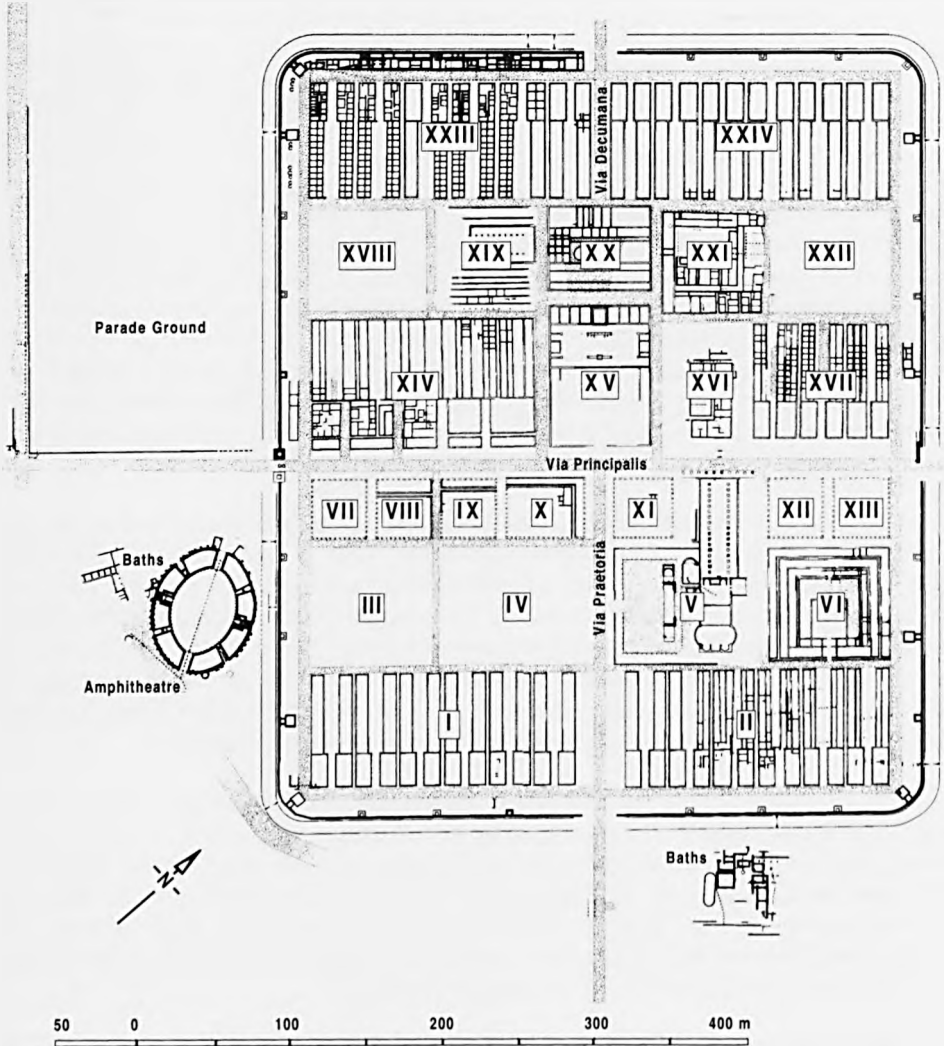 Via Decumana
XXIII
XXIV
XVIII
XIX
XX
XXI
XXII
Parade Ground
XIV
XV
XVI
XVII
Via Principalis
VII
VIII
IX
X
XI
XII
XIII
Baths
Via Praetoria
III
IV
V
VI
Amphitheatre
I
II
N
Baths
50 0 100 200 300 400 m